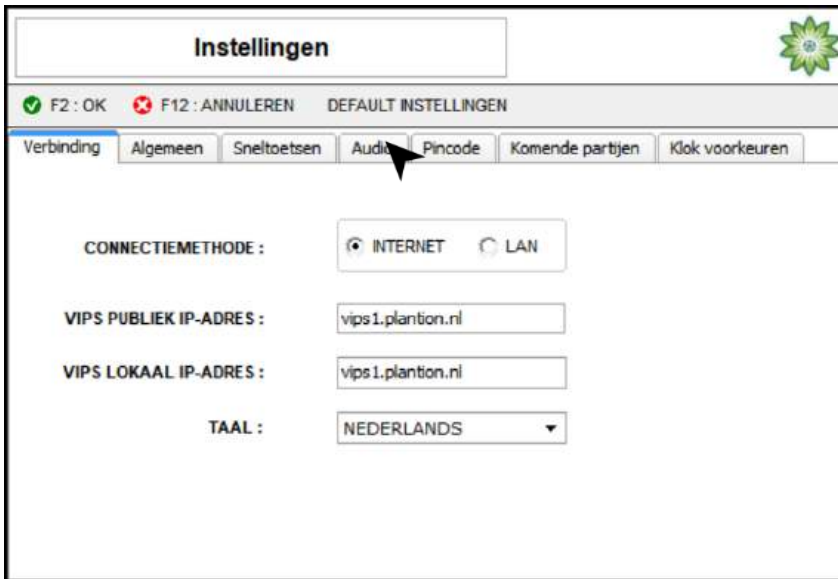 Instellingen
F2 : OK F12 : ANNULEREN DEFAULT INSTELLINGEN
Verbinding Algemeen Sneltoetsen Audio Pincode Komende partijen Klok voorkeuren
CONNECTIEMETHODE : INTERNET LAN
VIPS PUBLIEK IP-ADRES : vips1.plantion.nl
VIPS LOKAAL IP-ADRES : vips1.plantion.nl
TAAL : NEDERLANDS